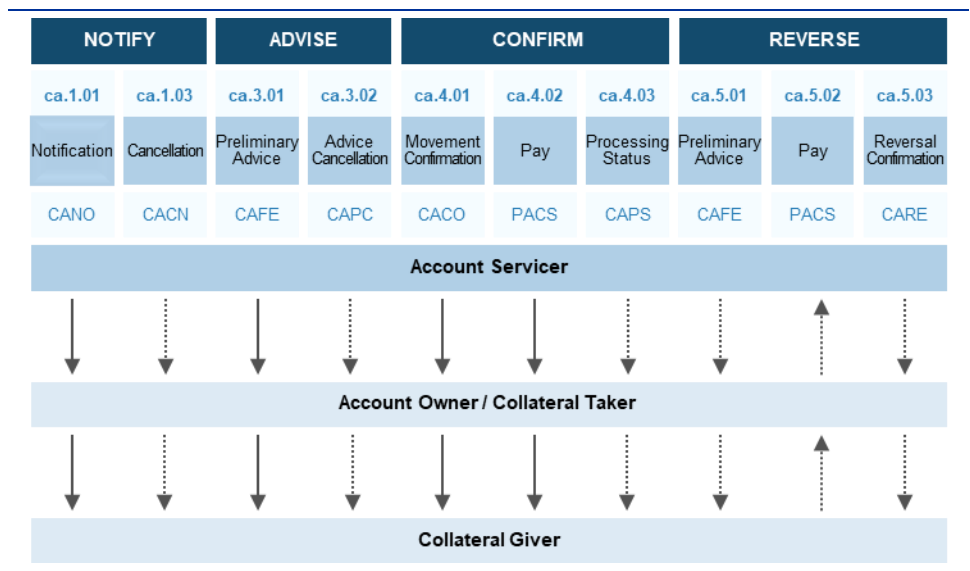 NOTIFY ADVISE CONFIRM REVERSE
ca.1.01 ca.1.03 ca.3.01 ca.3.02 ca.4.01 ca.4.02 ca.4.03 ca.5.01 ca.5.02 ca.5.03
Notification Cancellation Preliminary Advice Advice Cancellation Movement Confirmation Pay Processing Status Preliminary Advice Pay Reversal Confirmation
CANO CACN CAFE CAPC CACO PACS CAPS CAFE PACS CARE
Account Servicer
Account Owner / Collateral Taker
Collateral Giver